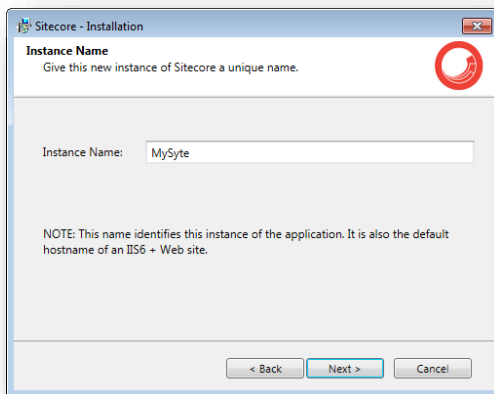 Sitecore - Installation
Instance Name
Give this new instance of Sitecore a unique name.
Instance Name: MySyte
NOTE: This name identifies this instance of the application. It is also the default
hostname of an IIS6 + Web site.
< Back Next > Cancel